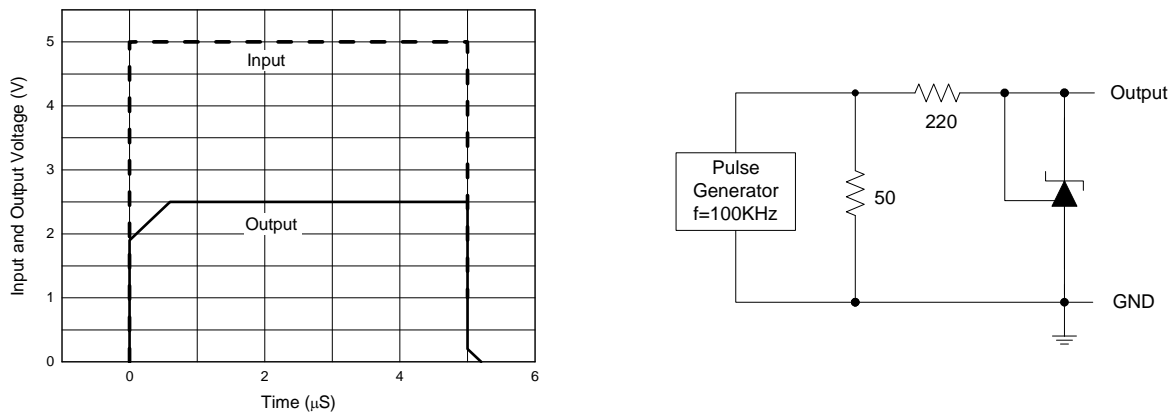 Input and Output Voltage (V)
5
4
3
2
1
0
Input
Output
0
2
4
6
Time (μS)
Pulse
Generator
f=100KHz
50
220
Output
GND